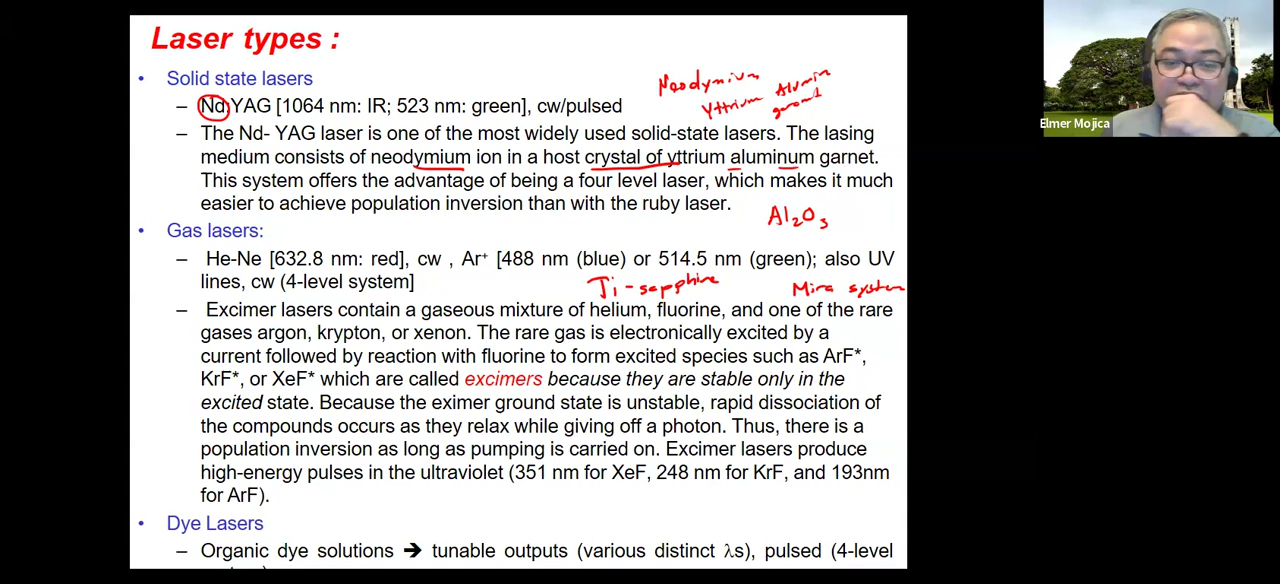 Laser types :
• Solid state lasers
Neodymium
– Nd:YAG [1064 nm: IR; 523 nm: green], cw/pulsed
Yttrium Alumin
garnet
– The Nd- YAG laser is one of the most widely used solid-state lasers. The lasing
medium consists of neodymium ion in a host crystal of yttrium aluminum garnet.
This system offers the advantage of being a four level laser, which makes it much
easier to achieve population inversion than with the ruby laser.
Al2O3
• Gas lasers:
– He-Ne [632.8 nm: red], cw , Ar+ [488 nm (blue) or 514.5 nm (green); also UV
lines, cw (4-level system]
Ti-sapphire
Mira system
– Excimer lasers contain a gaseous mixture of helium, fluorine, and one of the rare
gases argon, krypton, or xenon. The rare gas is electronically excited by a
current followed by reaction with fluorine to form excited species such as ArF*,
KrF*, or XeF* which are called excimers because they are stable only in the
excited state. Because the eximer ground state is unstable, rapid dissociation of
the compounds occurs as they relax while giving off a photon. Thus, there is a
population inversion as long as pumping is carried on. Excimer lasers produce
high-energy pulses in the ultraviolet (351 nm for XeF, 248 nm for KrF, and 193nm
for ArF).
• Dye Lasers
– Organic dye solutions ➔ tunable outputs (various distinct λs), pulsed (4-level
Elmer Mojica